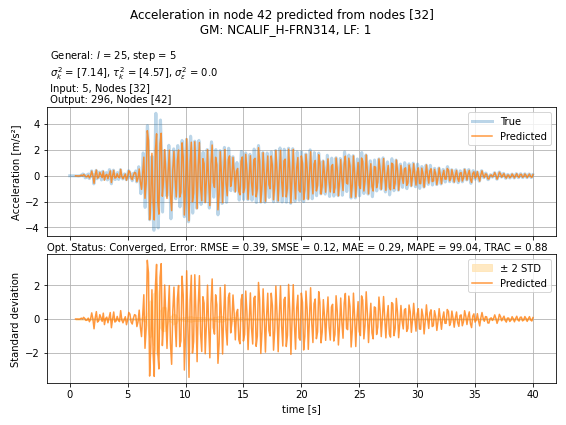 Acceleration in node 42 predicted from nodes [32]
GM: NCALIF_H-FRN314, LF: 1
General: l = 25, step = 5
σ²ₖ = [7.14], τ²ₖ = [4.57], σ²ε = 0.0
Input: 5, Nodes [32]
Output: 296, Nodes [42]
Acceleration [m/s²]
4
2
0
−2
−4
True
Predicted
Opt. Status: Converged, Error: RMSE = 0.39, SMSE = 0.12, MAE = 0.29, MAPE = 99.04, TRAC = 0.88
Standard deviation
2
0
−2
± 2 STD
Predicted
0 5 10 15 20 25 30 35 40
time [s]